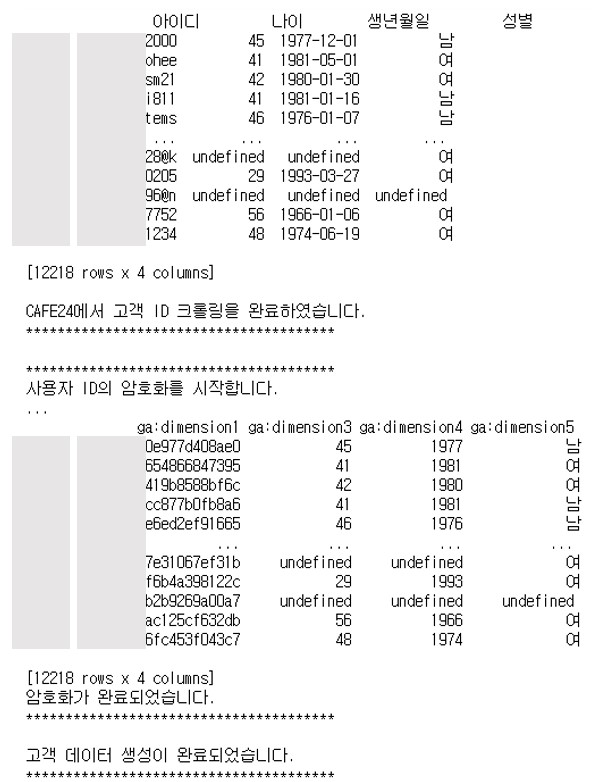 아이디 나이 생년월일 성별
2000 45 1977-12-01 남
ohee 41 1981-05-01 여
sm21 42 1980-01-30 여
i811 41 1981-01-16 남
tems 46 1976-01-07 남
... ... ... ...
28@k undefined undefined 여
0205 29 1993-03-27 여
96@n undefined undefined undefined
7752 56 1966-01-06 여
1234 48 1974-06-19 여
[12218 rows x 4 columns]
CAFE24에서 고객 ID 크롤링을 완료하였습니다.
***************************************
***************************************
사용자 ID의 암호화를 시작합니다.
...
ga:dimension1 ga:dimension3 ga:dimension4 ga:dimension5
0e977d408ae0 45 1977 남
654866847395 41 1981 여
419b8588bf6c 42 1980 여
cc877b0fb8a6 41 1981 남
e6ed2ef91665 46 1976 남
... ... ... ...
7e31067ef31b undefined undefined 여
f6b4a398122c 29 1993 여
b2b9269a00a7 undefined undefined undefined
ac125cf632db 56 1966 여
6fc453f043c7 48 1974 여
[12218 rows x 4 columns]
암호화가 완료되었습니다.
***************************************
고객 데이터 생성이 완료되었습니다.
***************************************